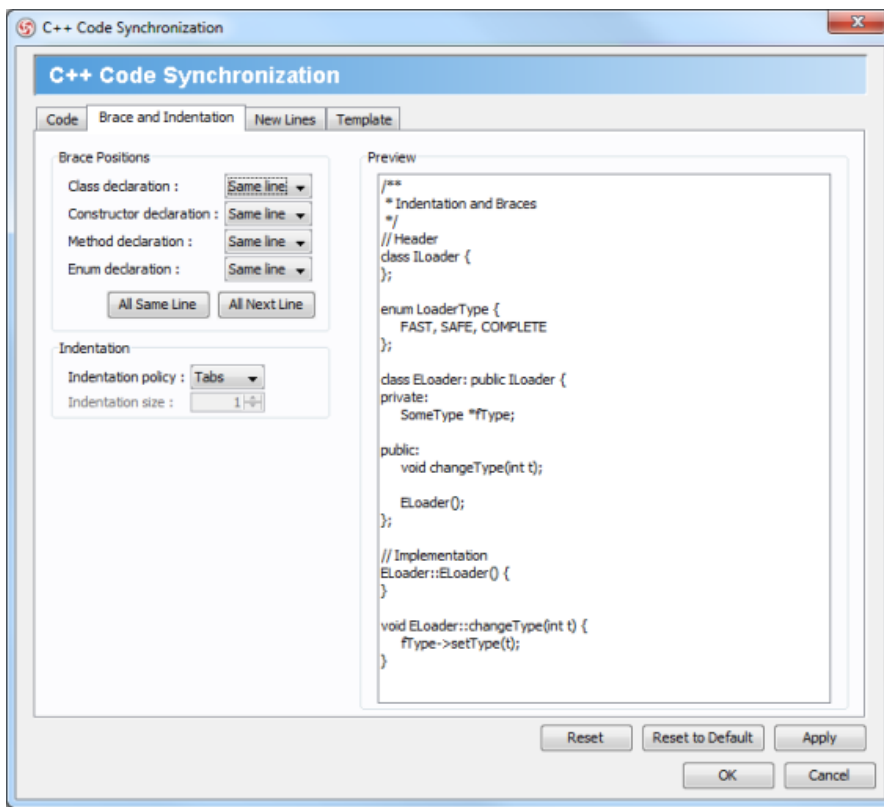 C++ Code Synchronization
C++ Code Synchronization
Code Brace and Indentation New Lines Template
Brace Positions
Class declaration : Same line
Constructor declaration : Same line
Method declaration : Same line
Enum declaration : Same line
All Same Line All Next Line
Indentation
Indentation policy : Tabs
Indentation size : 1
Preview
/**
* Indentation and Braces
*/
// Header
class ILoader {
};
enum LoaderType {
FAST, SAFE, COMPLETE
};
class ELoader: public ILoader {
private:
SomeType *fType;
public:
void changeType(int t);
ELoader();
};
// Implementation
ELoader::ELoader() {
}
void ELoader::changeType(int t) {
fType->setType(t);
}
Reset Reset to Default Apply
OK Cancel